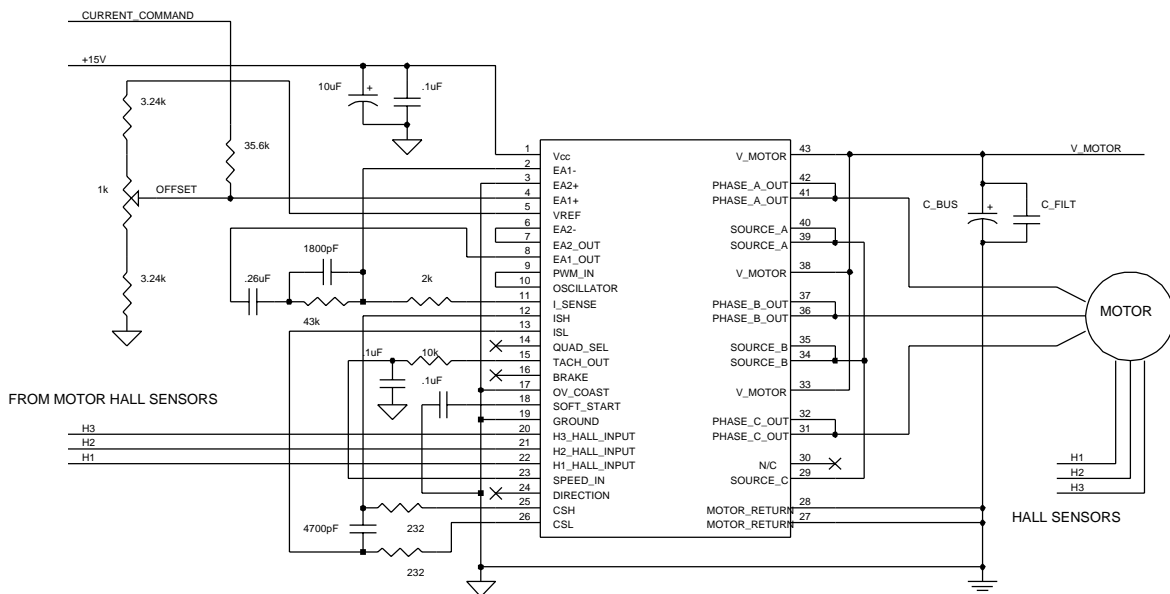 CURRENT_COMMAND
+15V
3.24k
35.6k
1k
OFFSET
3.24k
10uF
+
.1uF
1800pF
.26uF
43k
2k
.1uF
10k
.1uF
FROM MOTOR HALL SENSORS
H3
H2
H1
4700pF
232
232
1 Vcc
2 EA1-
3 EA2+
4 EA1+
5 VREF
6 EA2-
7 EA2_OUT
8 EA1_OUT
9 PWM_IN
10 OSCILLATOR
11 I_SENSE
12 ISH
13 ISL
14 QUAD_SEL
15 TACH_OUT
16 BRAKE
17 OV_COAST
18 SOFT_START
19 GROUND
20 H3_HALL_INPUT
21 H2_HALL_INPUT
22 H1_HALL_INPUT
23 SPEED_IN
24 DIRECTION
25 CSH
26 CSL
V_MOTOR 43
PHASE_A_OUT 42
PHASE_A_OUT 41
SOURCE_A 40
SOURCE_A 39
V_MOTOR 38
PHASE_B_OUT 37
PHASE_B_OUT 36
SOURCE_B 35
SOURCE_B 34
V_MOTOR 33
PHASE_C_OUT 32
PHASE_C_OUT 31
N/C 30
SOURCE_C 29
MOTOR_RETURN 28
MOTOR_RETURN 27
V_MOTOR
C_BUS
+
C_FILT
MOTOR
H1
H2
H3
HALL SENSORS